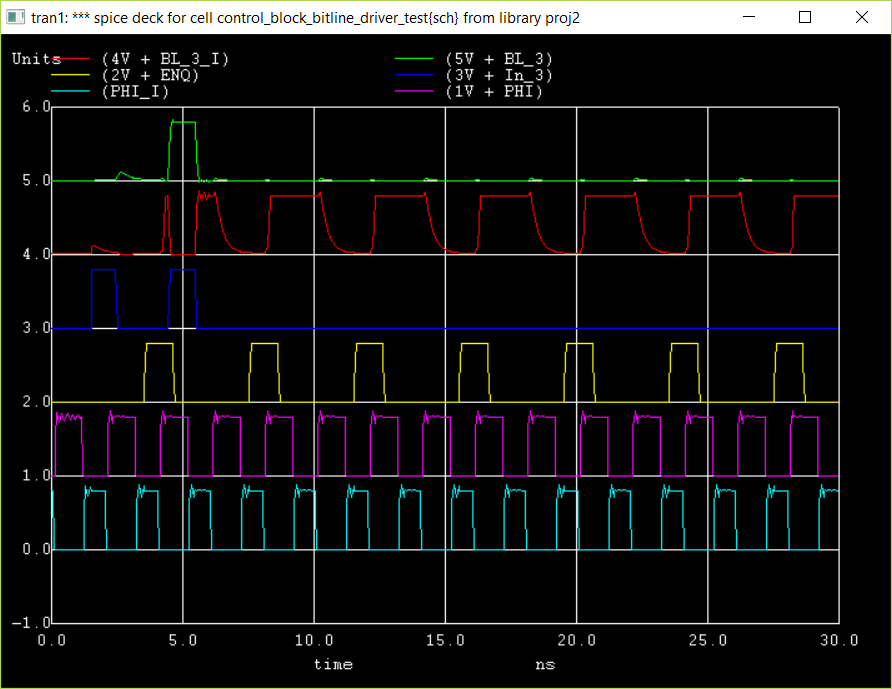 tran1: *** spice deck for cell control_block_bitline_driver_test{sch} from library proj2
Units (4V + BL_3_I) (5V + BL_3)
(2V + ENQ) (3V + In_3)
(PHI_I) (1V + PHI)
6.0
5.0
4.0
3.0
2.0
1.0
0.0
-1.0
0.0 5.0 10.0 15.0 20.0 25.0 30.0
time ns